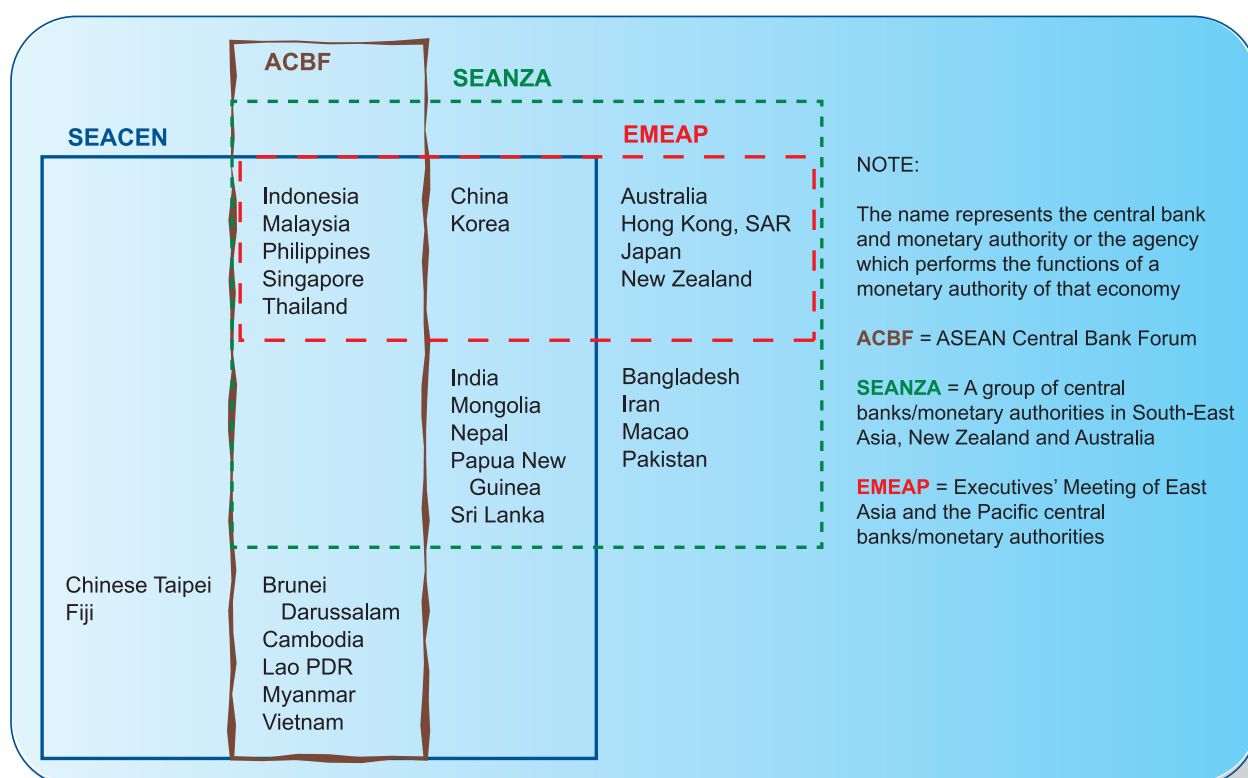 ACBF
SEANZA
SEACEN
EMEAP
Indonesia
Malaysia
Philippines
Singapore
Thailand
China
Korea
Australia
Hong Kong, SAR
Japan
New Zealand
India
Mongolia
Nepal
Papua New
Guinea
Sri Lanka
Bangladesh
Iran
Macao
Pakistan
Chinese Taipei
Fiji
Brunei
Darussalam
Cambodia
Lao PDR
Myanmar
Vietnam
NOTE:
The name represents the central bank
and monetary authority or the agency
which performs the functions of a
monetary authority of that economy
ACBF = ASEAN Central Bank Forum
SEANZA = A group of central
banks/monetary authorities in South-East
Asia, New Zealand and Australia
EMEAP = Executives’ Meeting of East
Asia and the Pacific central
banks/monetary authorities